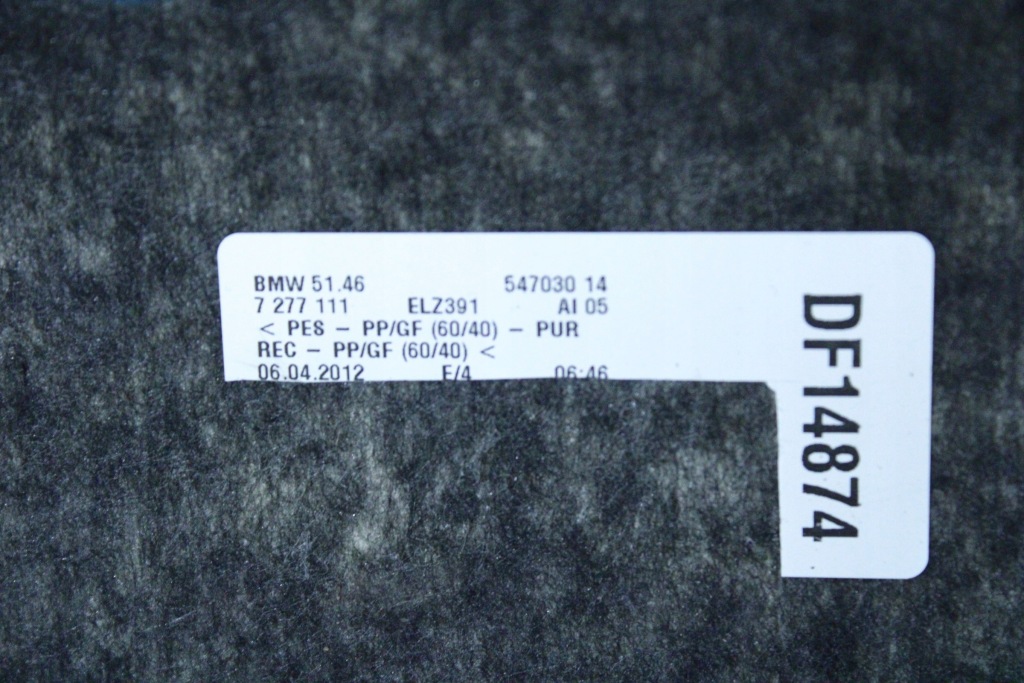 BMW 51.46 547030 14
7 277 111 ELZ391 AI 05
< PES – PP/GF (60/40) – PUR
REC – PP/GF (60/40) <
06.04.2012 E/4 06:46
DF14874